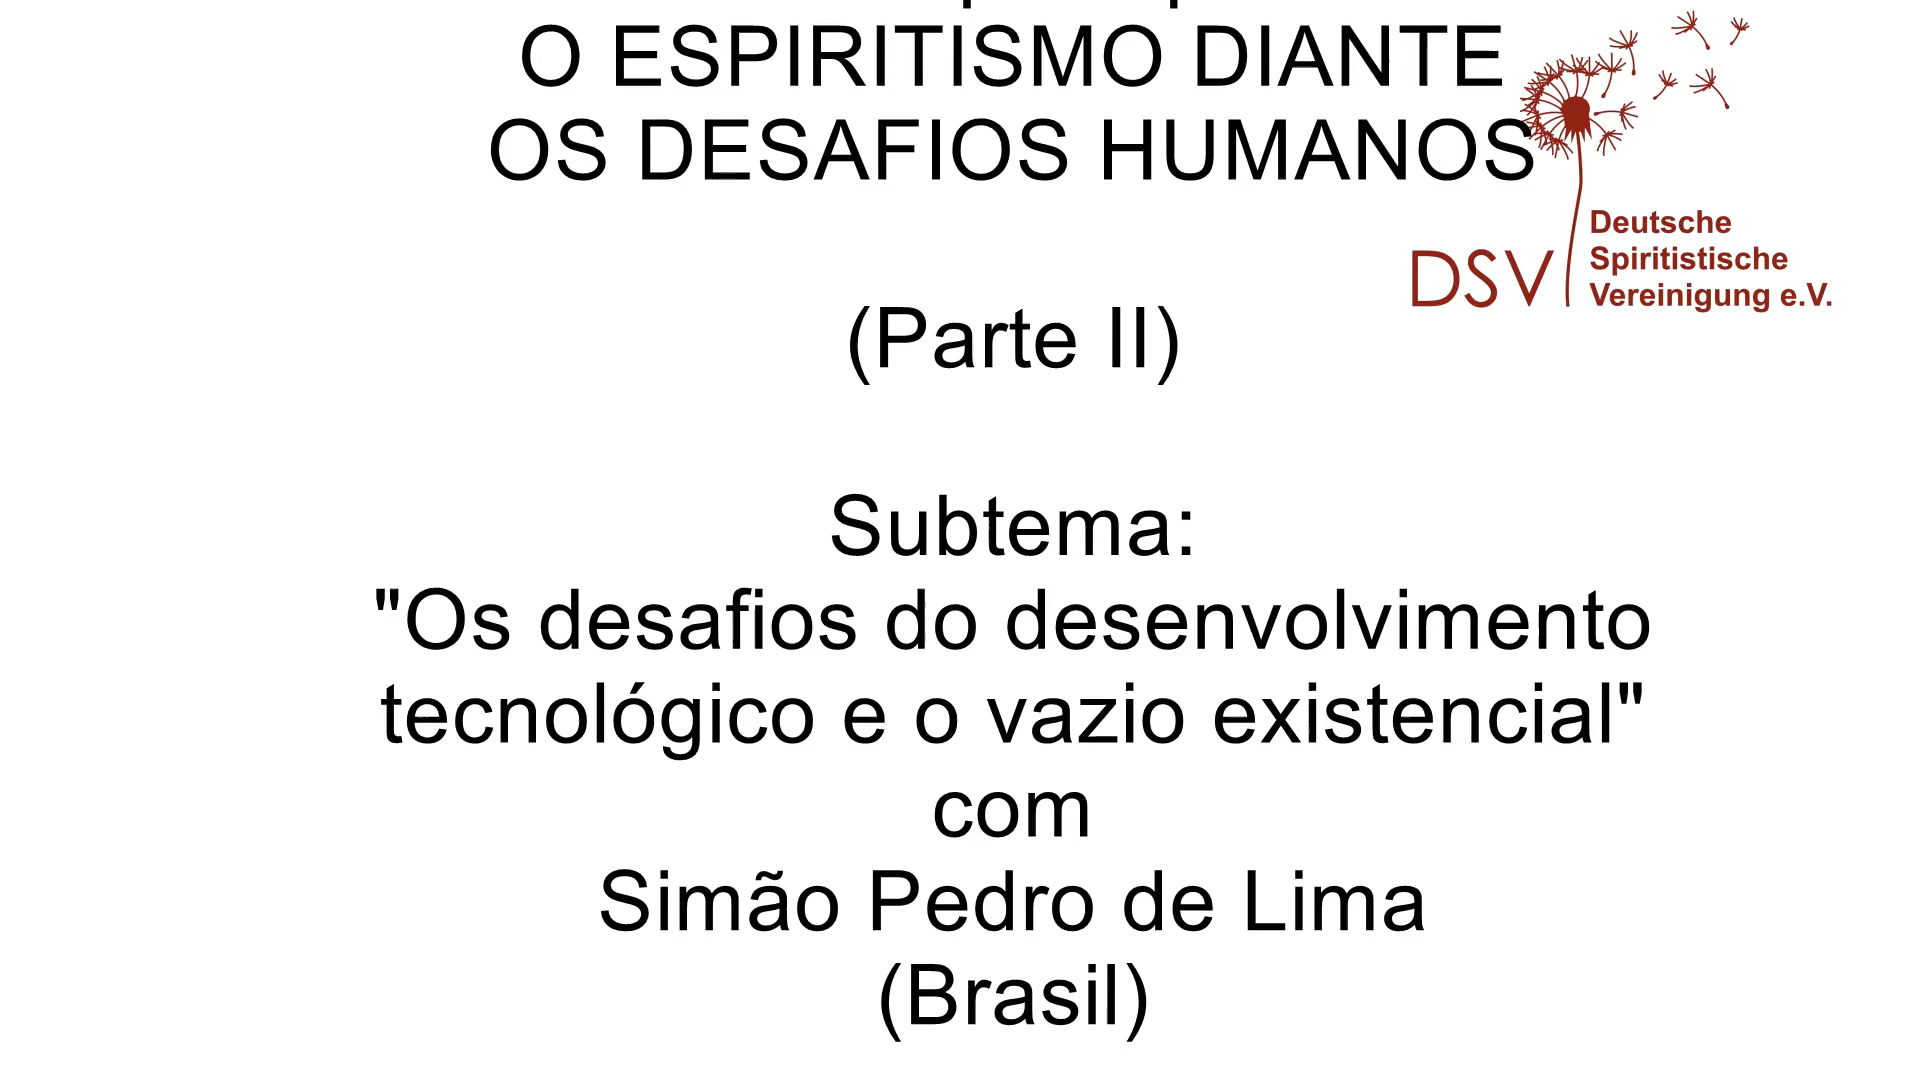 O ESPIRITISMO DIANTE
OS DESAFIOS HUMANOS
Deutsche
Spiritistische
Vereinigung e.V.
DSV
(Parte II)
Subtema:
"Os desafios do desenvolvimento
tecnológico e o vazio existencial"
com
Simão Pedro de Lima
(Brasil)